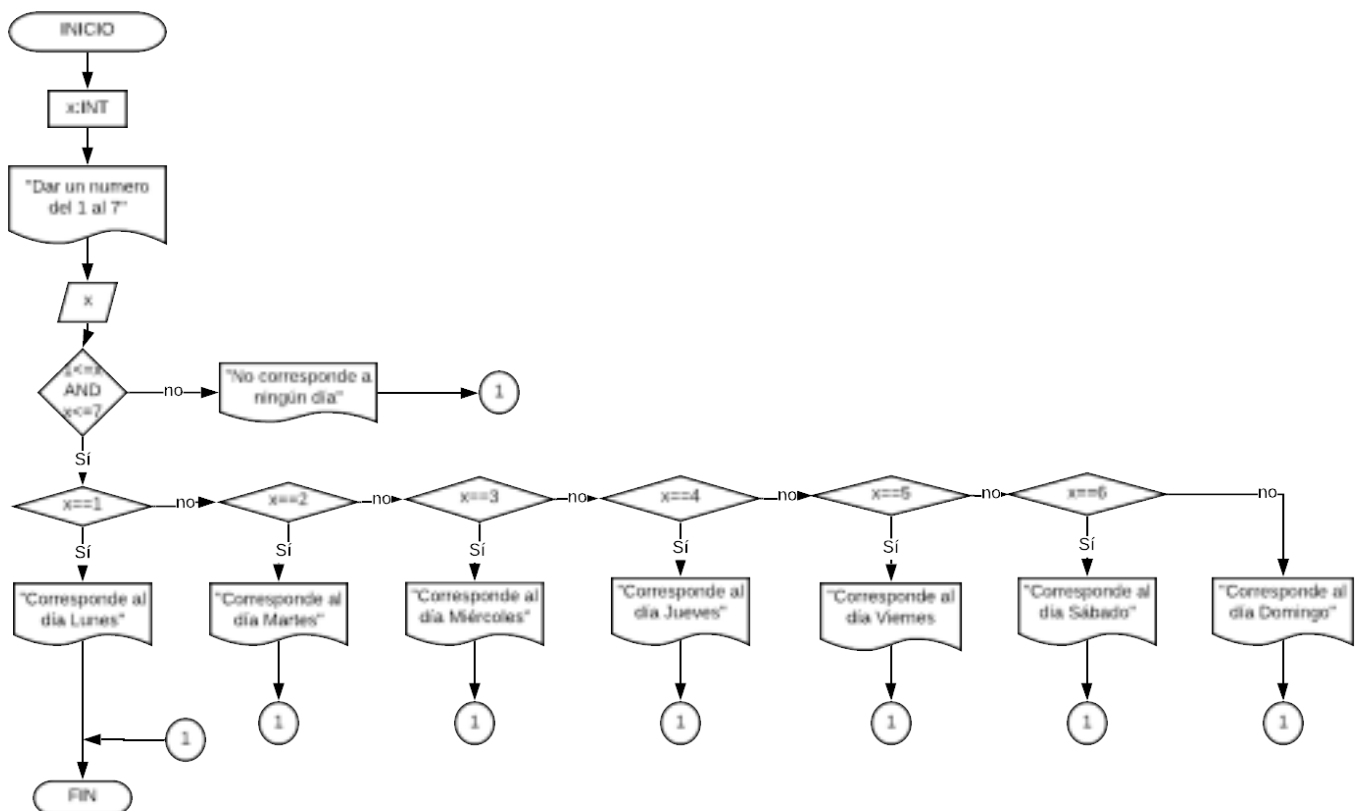 INICIO
x:INT
"Dar un numero
del 1 al 7"
x
1<=x
AND
x<=7
no
"No corresponde a
ningún día"
1
Sí
x==1
no
x==2
no
x==3
no
x==4
no
x==5
no
x==6
no
Sí
Sí
Sí
Sí
Sí
Sí
"Corresponde al
día Lunes"
"Corresponde al
día Martes"
"Corresponde al
día Miércoles"
"Corresponde al
día Jueves"
"Corresponde al
día Viernes
"Corresponde al
día Sábado"
"Corresponde al
día Domingo"
1
1
1
1
1
1
1
FIN